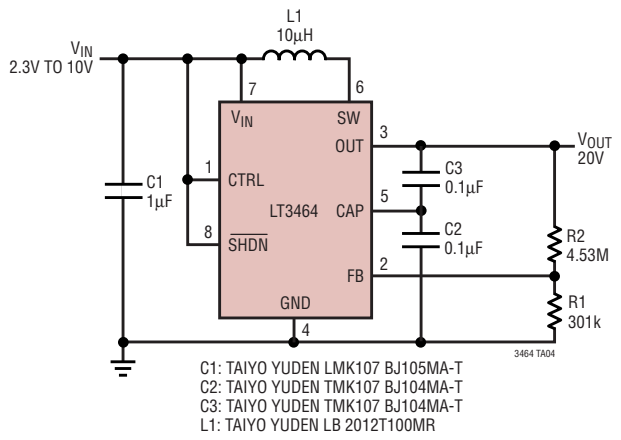 L1
10µH
VIN
2.3V TO 10V
7
6
VIN
SW
3
OUT
VOUT
20V
1
CTRL
C3
0.1µF
C1
1µF
5
LT3464
CAP
8
SHDN
C2
0.1µF
R2
4.53M
2
FB
R1
301k
GND
4
3464 TA04
C1: TAIYO YUDEN LMK107 BJ105MA-T
C2: TAIYO YUDEN TMK107 BJ104MA-T
C3: TAIYO YUDEN TMK107 BJ104MA-T
L1: TAIYO YUDEN LB 2012T100MR